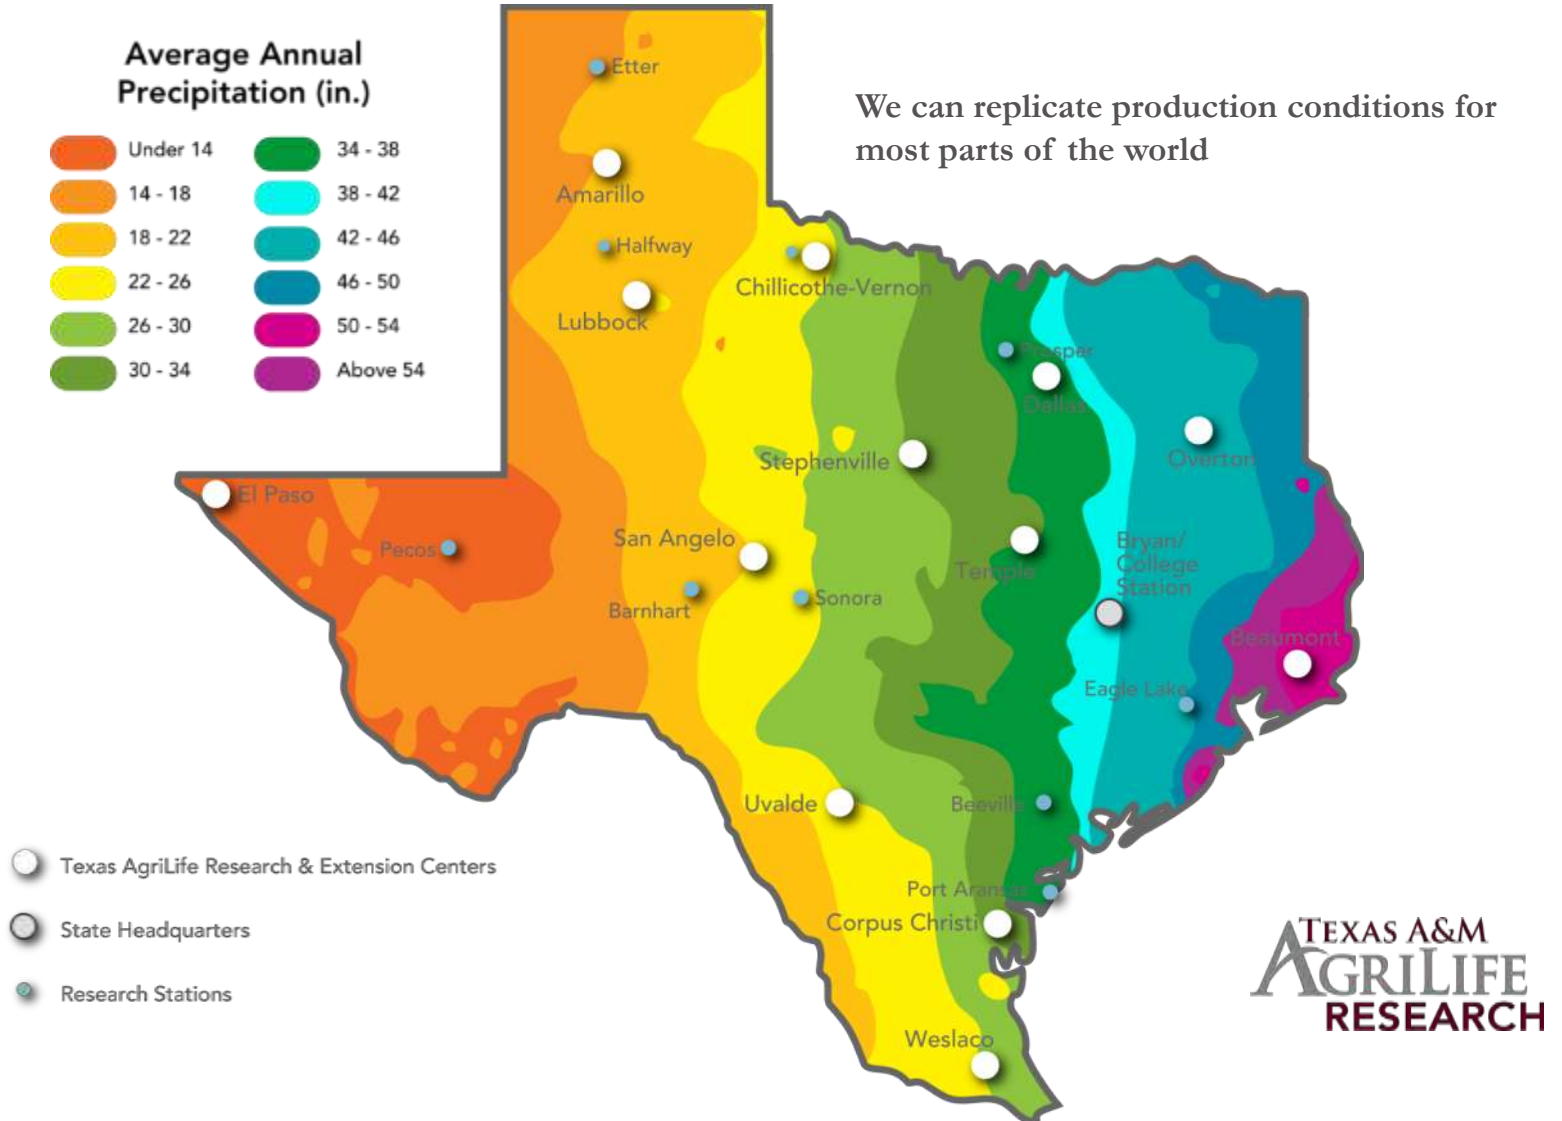 Average Annual
Precipitation (in.)
Under 14
14 - 18
18 - 22
22 - 26
26 - 30
30 - 34
34 - 38
38 - 42
42 - 46
46 - 50
50 - 54
Above 54
We can replicate production conditions for
most parts of the world
Etter
Amarillo
Halfway
Lubbock
Chillicothe-Vernon
Prosper
Dallas
Stephenville
Overton
El Paso
Pecos
San Angelo
Barnhart
Sonora
Temple
Bryan/
College
Station
Beaumont
Eagle Lake
Uvalde
Beeville
Port Aransas
Corpus Christi
Weslaco
Texas AgriLife Research & Extension Centers
State Headquarters
Research Stations
TEXAS A&M
AGRILIFE
RESEARCH